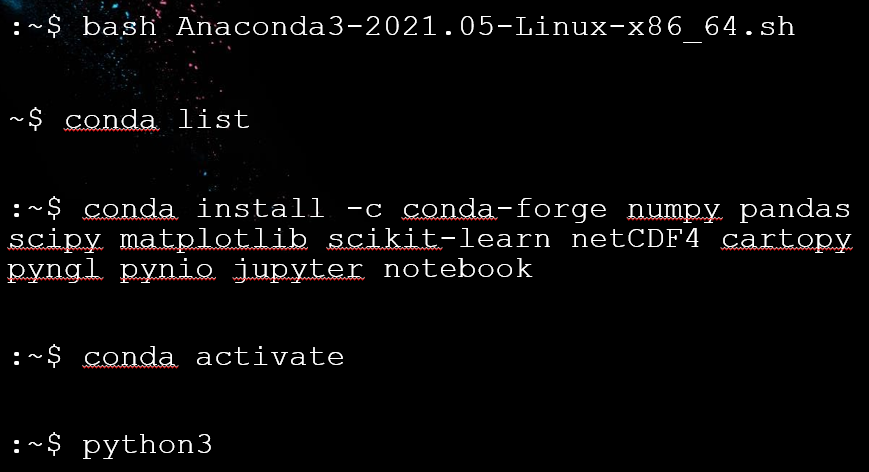 :~$ bash Anaconda3-2021.05-Linux-x86_64.sh
~$ conda list
:~$ conda install -c conda-forge numpy pandas
scipy matplotlib scikit-learn netCDF4 cartopy
pyngl pynio jupyter notebook
:~$ conda activate
:~$ python3